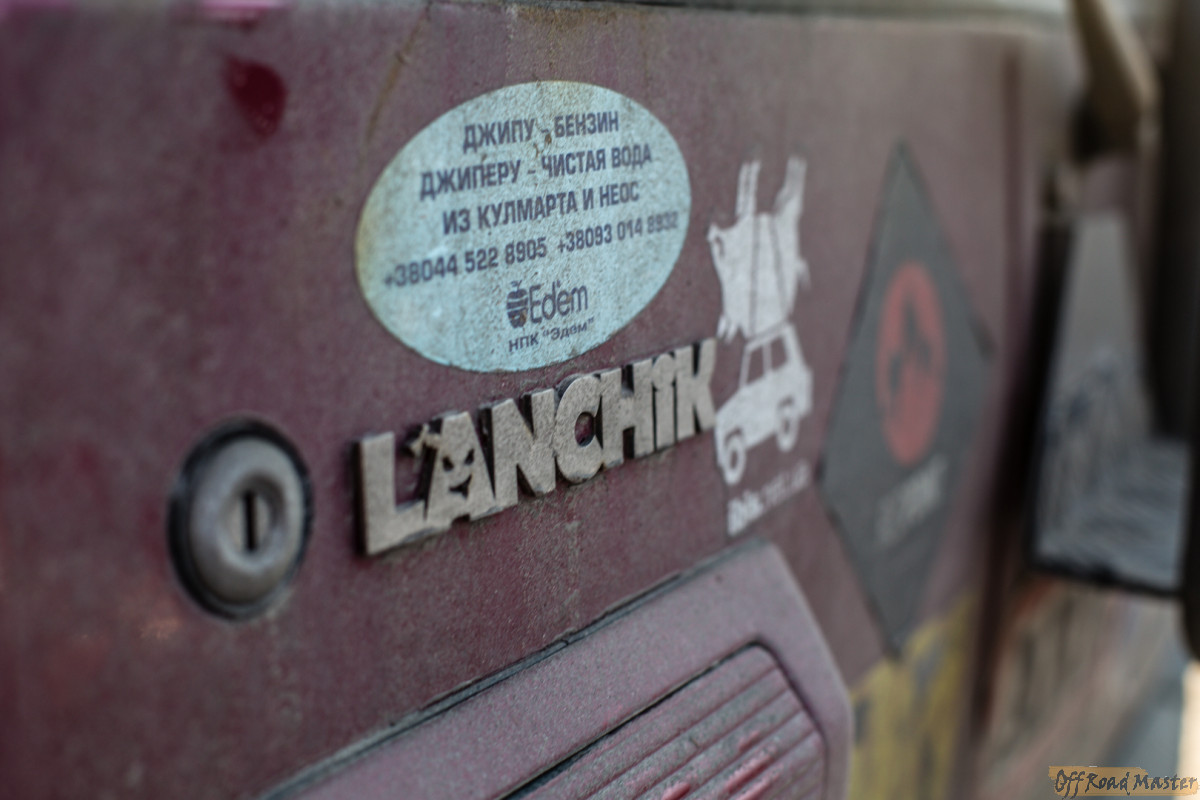 ДЖИПУ - БЕНЗИН
ДЖИПЕРУ - ЧИСТАЯ ВОДА
ИЗ КУЛМАРТА И НЕОС
+38044 522 8905 +38093 014 8932
Edem
НПК "Эдем"
LANCHIK
Off Road Master